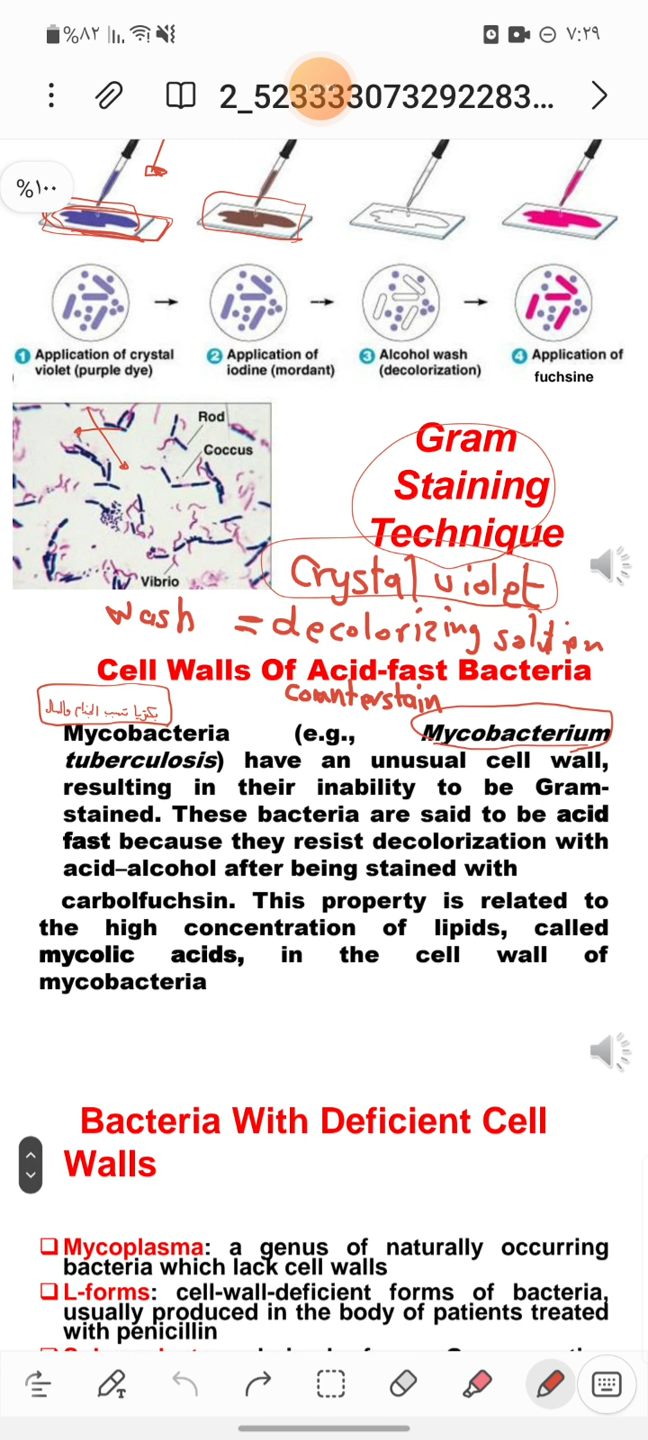 %٨٢ ٧:٢٩
2_523333073292283...
%١٠٠
1 Application of crystal violet (purple dye)
2 Application of iodine (mordant)
3 Alcohol wash (decolorization)
4 Application of fuchsine
Rod
Coccus
Vibrio
Gram
Staining
Technique
Crystal violet
wash = decolorizing soltion
Cell Walls Of Acid-fast Bacteria
counterstain
بكتريا تسبب الجذام والسل
Mycobacteria (e.g., Mycobacterium
tuberculosis) have an unusual cell wall,
resulting in their inability to be Gram-
stained. These bacteria are said to be acid
fast because they resist decolorization with
acid–alcohol after being stained with
carbolfuchsin. This property is related to
the high concentration of lipids, called
mycolic acids, in the cell wall of
mycobacteria
Bacteria With Deficient Cell
Walls
Mycoplasma: a genus of naturally occurring
bacteria which lack cell walls
L-forms: cell-wall-deficient forms of bacteria,
usually produced in the body of patients treated
with penicillin